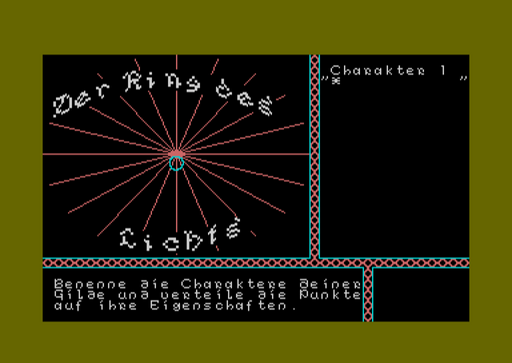 Der Ring des
Lichts
„Charakter 1 „
*
Benenne die Charaktere deiner
Gilde und verteile die Punkte
auf ihre Eigenschaften.